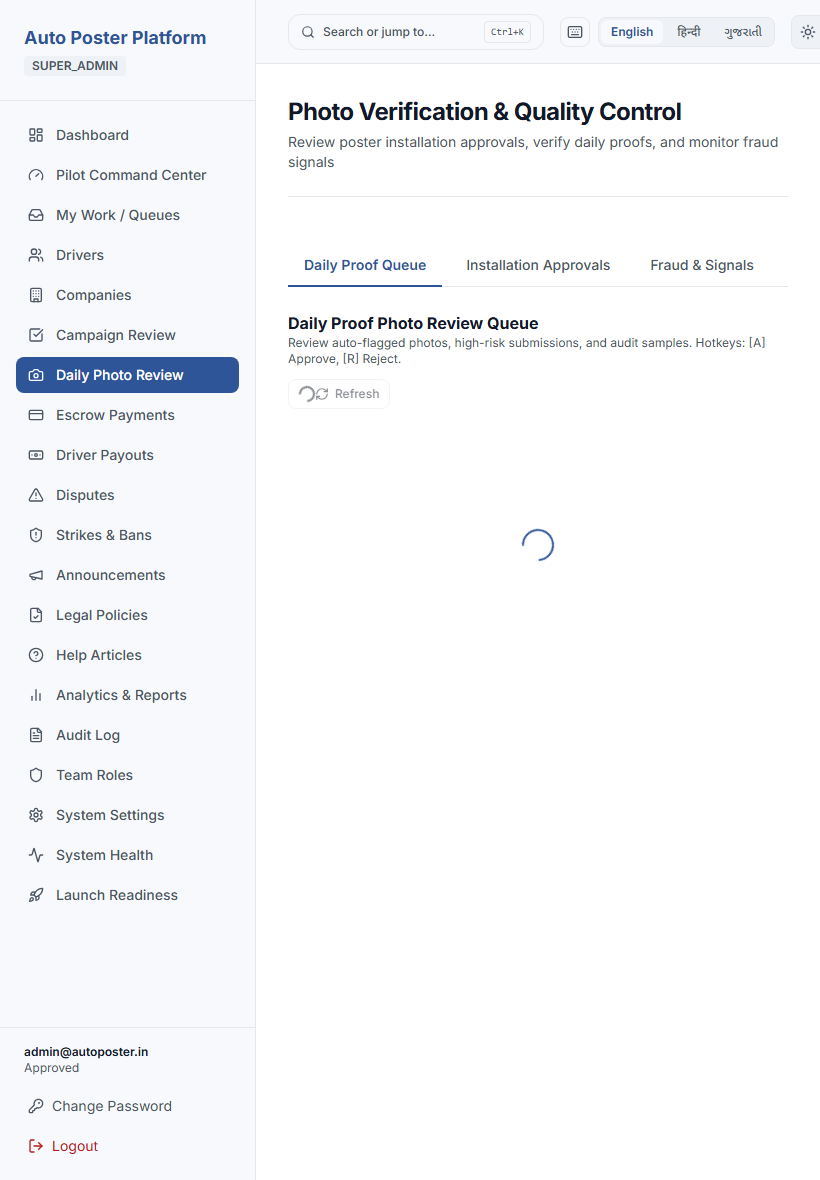 Auto Poster Platform
SUPER_ADMIN
Dashboard
Pilot Command Center
My Work / Queues
Drivers
Companies
Campaign Review
Daily Photo Review
Escrow Payments
Driver Payouts
Disputes
Strikes & Bans
Announcements
Legal Policies
Help Articles
Analytics & Reports
Audit Log
Team Roles
System Settings
System Health
Launch Readiness
admin@autoposter.in
Approved
Change Password
Logout
Search or jump to... Ctrl+K English हिन्दी ગુજરાતી
Photo Verification & Quality Control
Review poster installation approvals, verify daily proofs, and monitor fraud
signals
Daily Proof Queue Installation Approvals Fraud & Signals
Daily Proof Photo Review Queue
Review auto-flagged photos, high-risk submissions, and audit samples. Hotkeys: [A]
Approve, [R] Reject.
Refresh